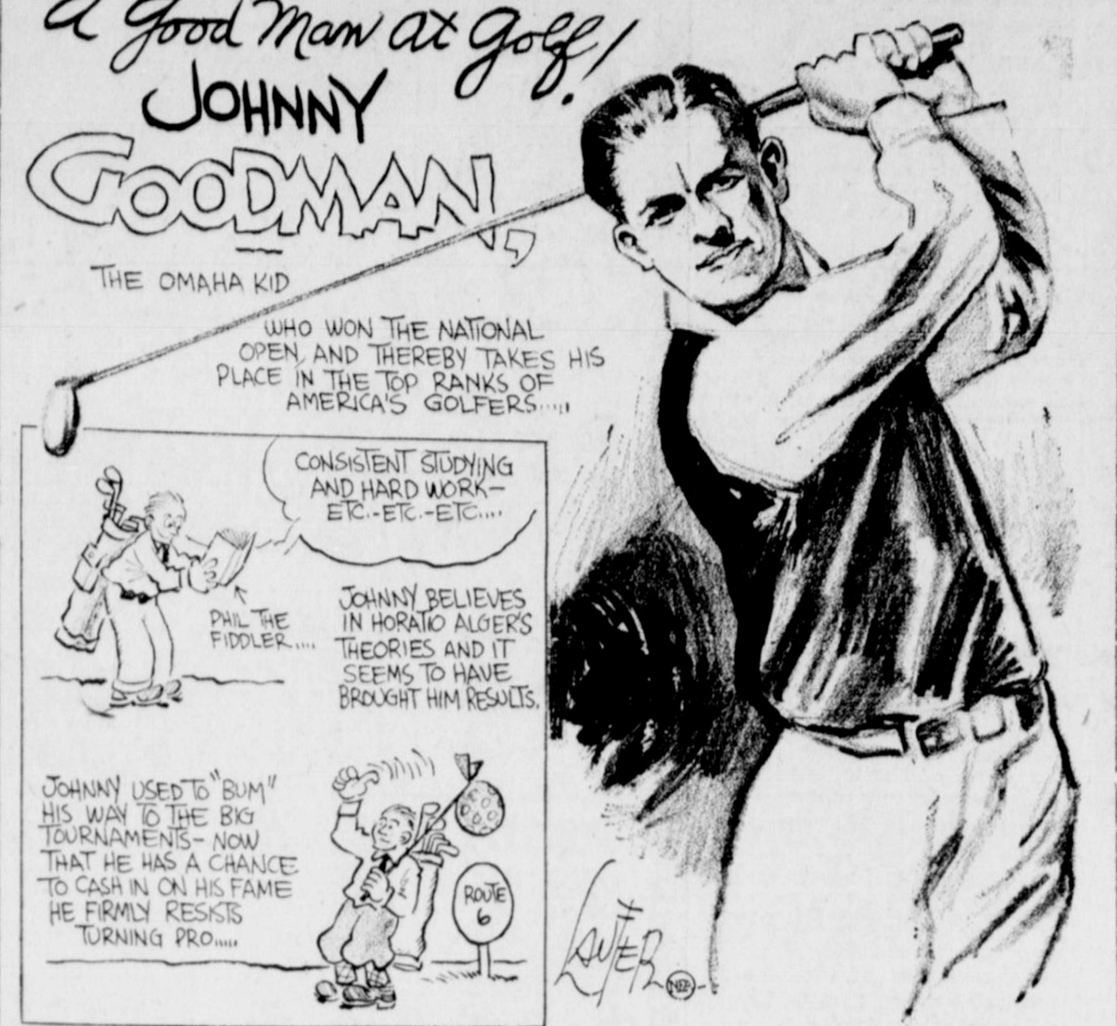 A Good Man at Golf!
JOHNNY
GOODMAN,
THE OMAHA KID
WHO WON THE NATIONAL
OPEN, AND THEREBY TAKES HIS
PLACE IN THE TOP RANKS OF
AMERICA'S GOLFERS.....
CONSISTENT STUDYING
AND HARD WORK-
ETC.-ETC.-ETC....
PHIL THE
FIDDLER....
JOHNNY BELIEVES
IN HORATIO ALGER'S
THEORIES AND IT
SEEMS TO HAVE
BROUGHT HIM RESULTS.
JOHNNY USED TO "BUM"
HIS WAY TO THE BIG
TOURNAMENTS- NOW
THAT HE HAS A CHANCE
TO CASH IN ON HIS FAME
HE FIRMLY RESISTS
TURNING PRO.....
ROUTE
6
LAUFER
NEA